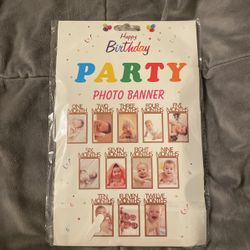 Happy
Birthday
PARTY
PHOTO BANNER
ONE MONTH TWO MONTHS THREE MONTHS FOUR MONTHS FIVE MONTHS
SIX MONTHS SEVEN MONTHS EIGHT MONTHS NINE MONTHS
TEN MONTHS ELEVEN MONTHS TWELVE MONTHS